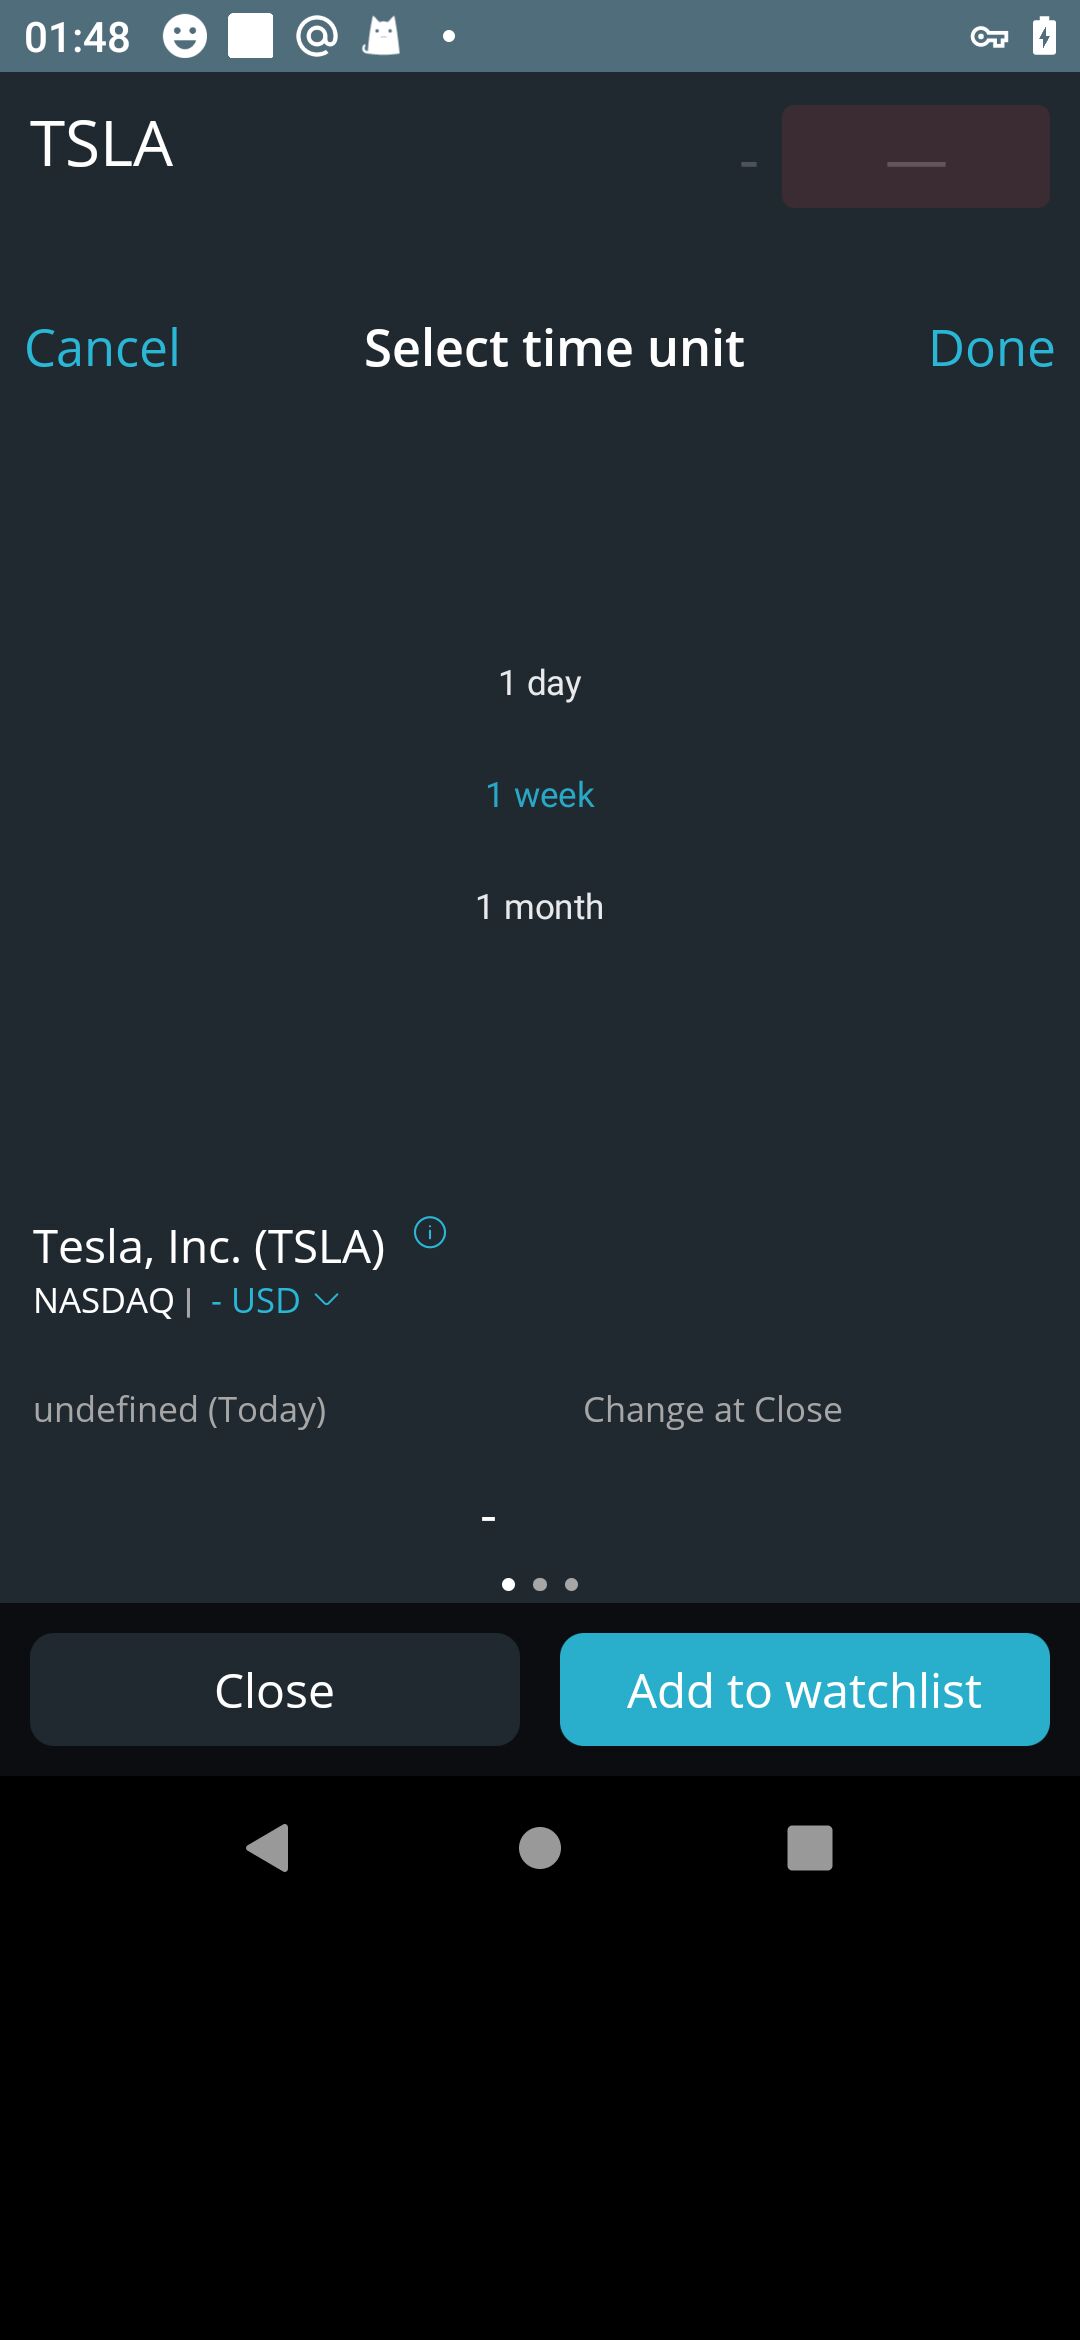 01:48
TSLA
- —
Cancel Select time unit Done
1 day
1 week
1 month
Tesla, Inc. (TSLA)
NASDAQ | - USD
undefined (Today) Change at Close
-
Close Add to watchlist